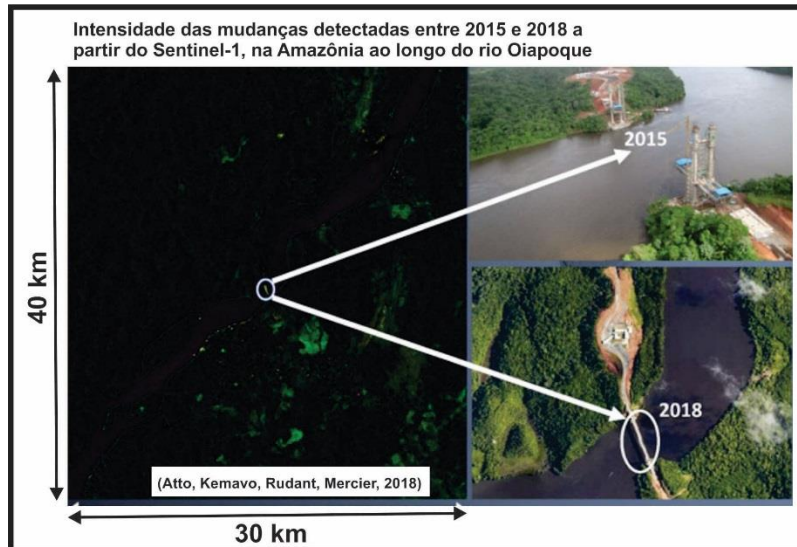 Intensidade das mudanças detectadas entre 2015 e 2018 a
partir do Sentinel-1, na Amazônia ao longo do rio Oiapoque
2015
40 km
2018
(Atto, Kemavo, Rudant, Mercier, 2018)
30 km